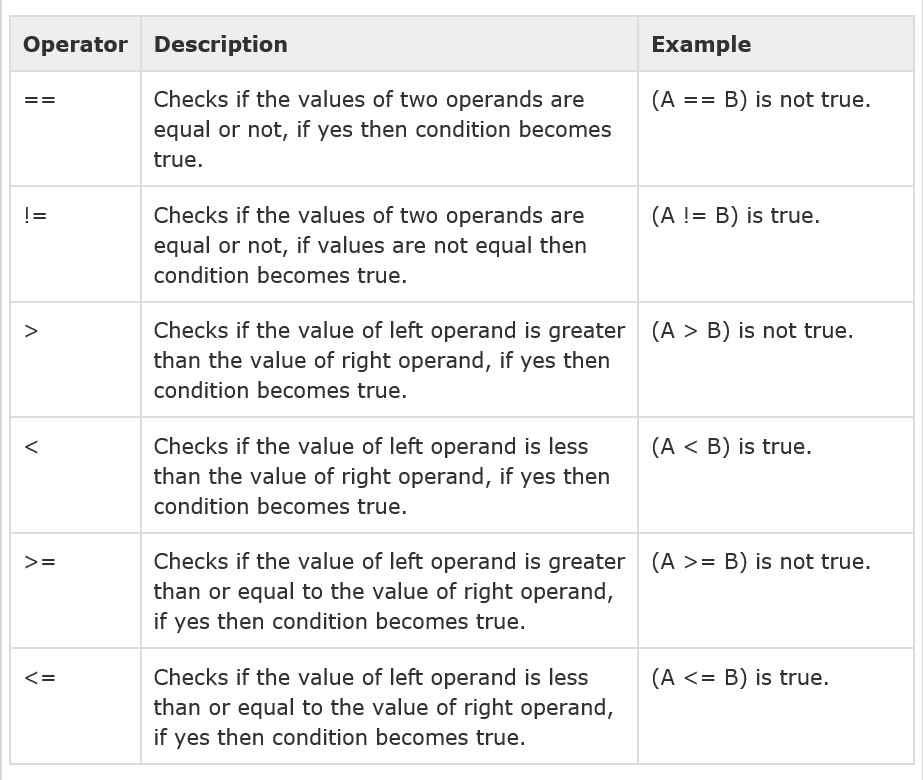 Operator Description Example
== Checks if the values of two operands are (A == B) is not true.
equal or not, if yes then condition becomes
true.
!= Checks if the values of two operands are (A != B) is true.
equal or not, if values are not equal then
condition becomes true.
> Checks if the value of left operand is greater (A > B) is not true.
than the value of right operand, if yes then
condition becomes true.
< Checks if the value of left operand is less (A < B) is true.
than the value of right operand, if yes then
condition becomes true.
>= Checks if the value of left operand is greater (A >= B) is not true.
than or equal to the value of right operand,
if yes then condition becomes true.
<= Checks if the value of left operand is less (A <= B) is true.
than or equal to the value of right operand,
if yes then condition becomes true.